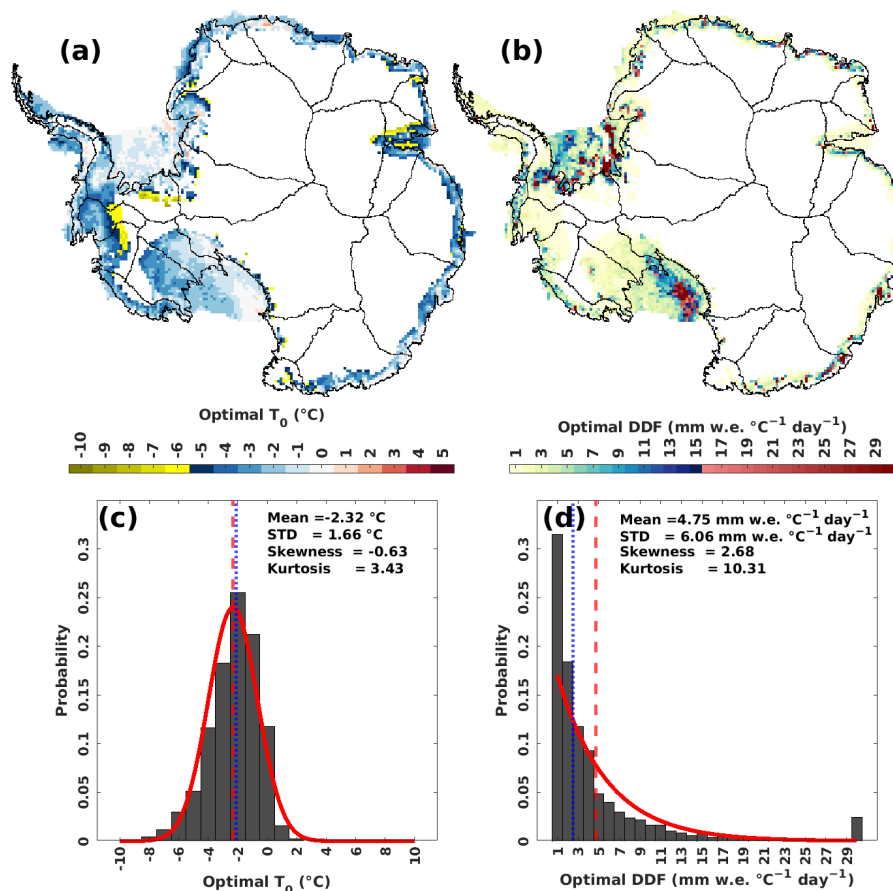 (a)
(b)
Optimal T0 (°C)
-10 -9 -8 -7 -6 -5 -4 -3 -2 -1 0 1 2 3 4 5
Optimal DDF (mm w.e. °C−1 day−1)
1 3 5 7 9 11 13 15 17 19 21 23 25 27 29
(c)
Mean =-2.32 °C
STD = 1.66 °C
Skewness = -0.63
Kurtosis = 3.43
Probability
0.3
0.25
0.2
0.15
0.1
0.05
0
-10 -8 -6 -4 -2 0 2 4 6 8 10
Optimal T0 (°C)
(d)
Mean =4.75 mm w.e. °C−1 day−1
STD = 6.06 mm w.e. °C−1 day−1
Skewness = 2.68
Kurtosis = 10.31
Probability
0.3
0.25
0.2
0.15
0.1
0.05
0
1 3 5 7 9 11 13 15 17 19 21 23 25 27 29
Optimal DDF (mm w.e. °C−1 day−1)